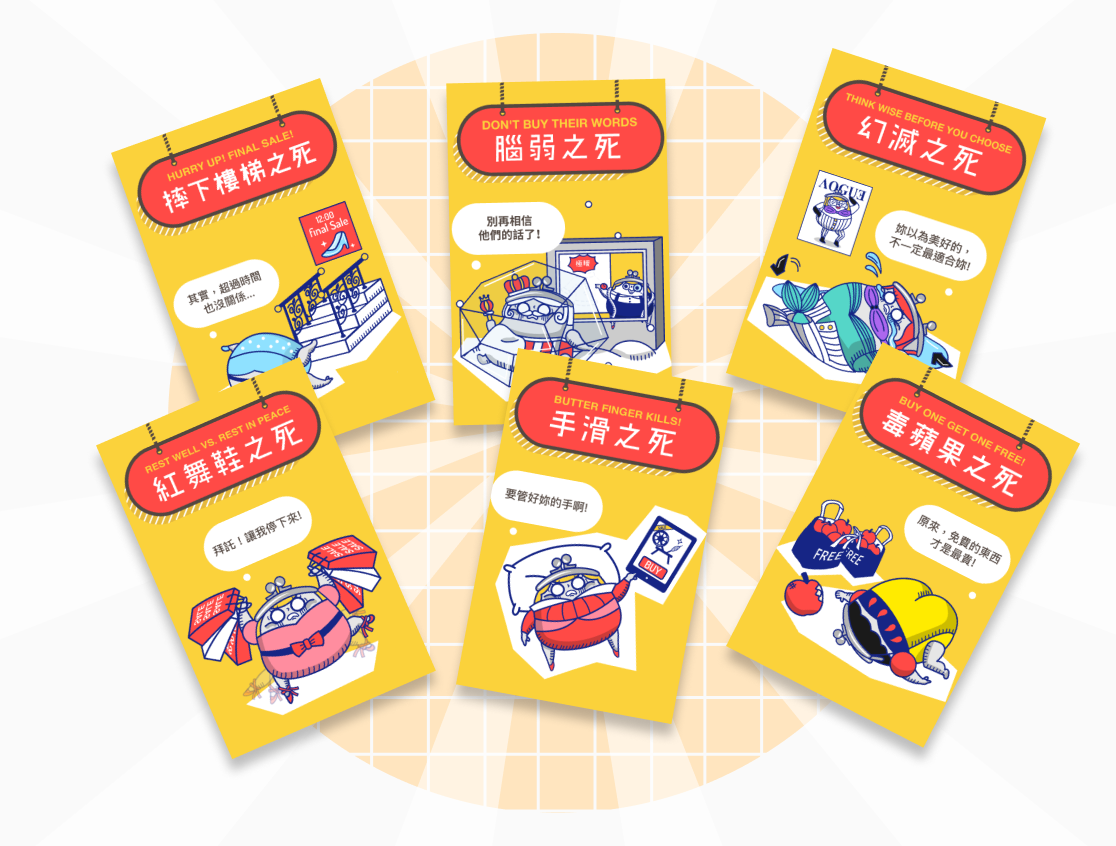 HURRY UP! FINAL SALE!
摔下樓梯之死
12:00
final Sale
其實，超過時間
也沒關係...
DON'T BUY THEIR WORDS
腦弱之死
別再相信
他們的話了!
THINK WISE BEFORE YOU CHOOSE
幻滅之死
VOGUE
妳以為美好的，
不一定最適合妳!
REST WELL VS. REST IN PEACE
紅舞鞋之死
拜託！讓我停下來!
SALE
SALE
SALE
SALE
SALE
SALE
BUTTER FINGER KILLS!
手滑之死
要管好妳的手啊!
BUY
BUY ONE GET ONE FREE!
毒蘋果之死
原來，免費的東西
才是最貴!
FREE
FREE